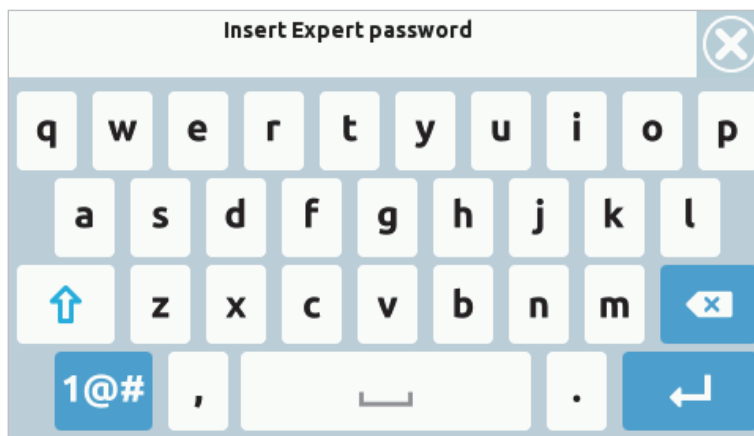 Insert Expert password
q w e r t y u i o p
a s d f g h j k l
z x c v b n m
1@# , .